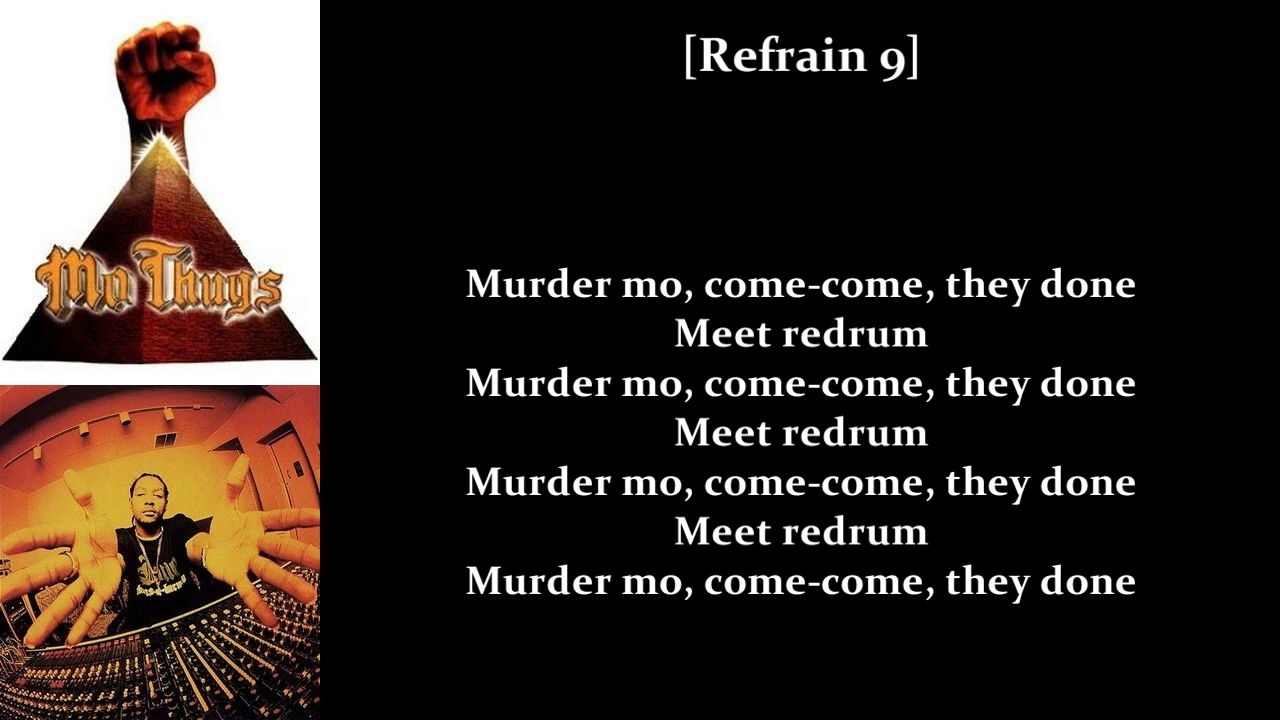 [Refrain 9]
Murder mo, come-come, they done
Meet redrum
Murder mo, come-come, they done
Meet redrum
Murder mo, come-come, they done
Meet redrum
Murder mo, come-come, they done
Mo Thugs